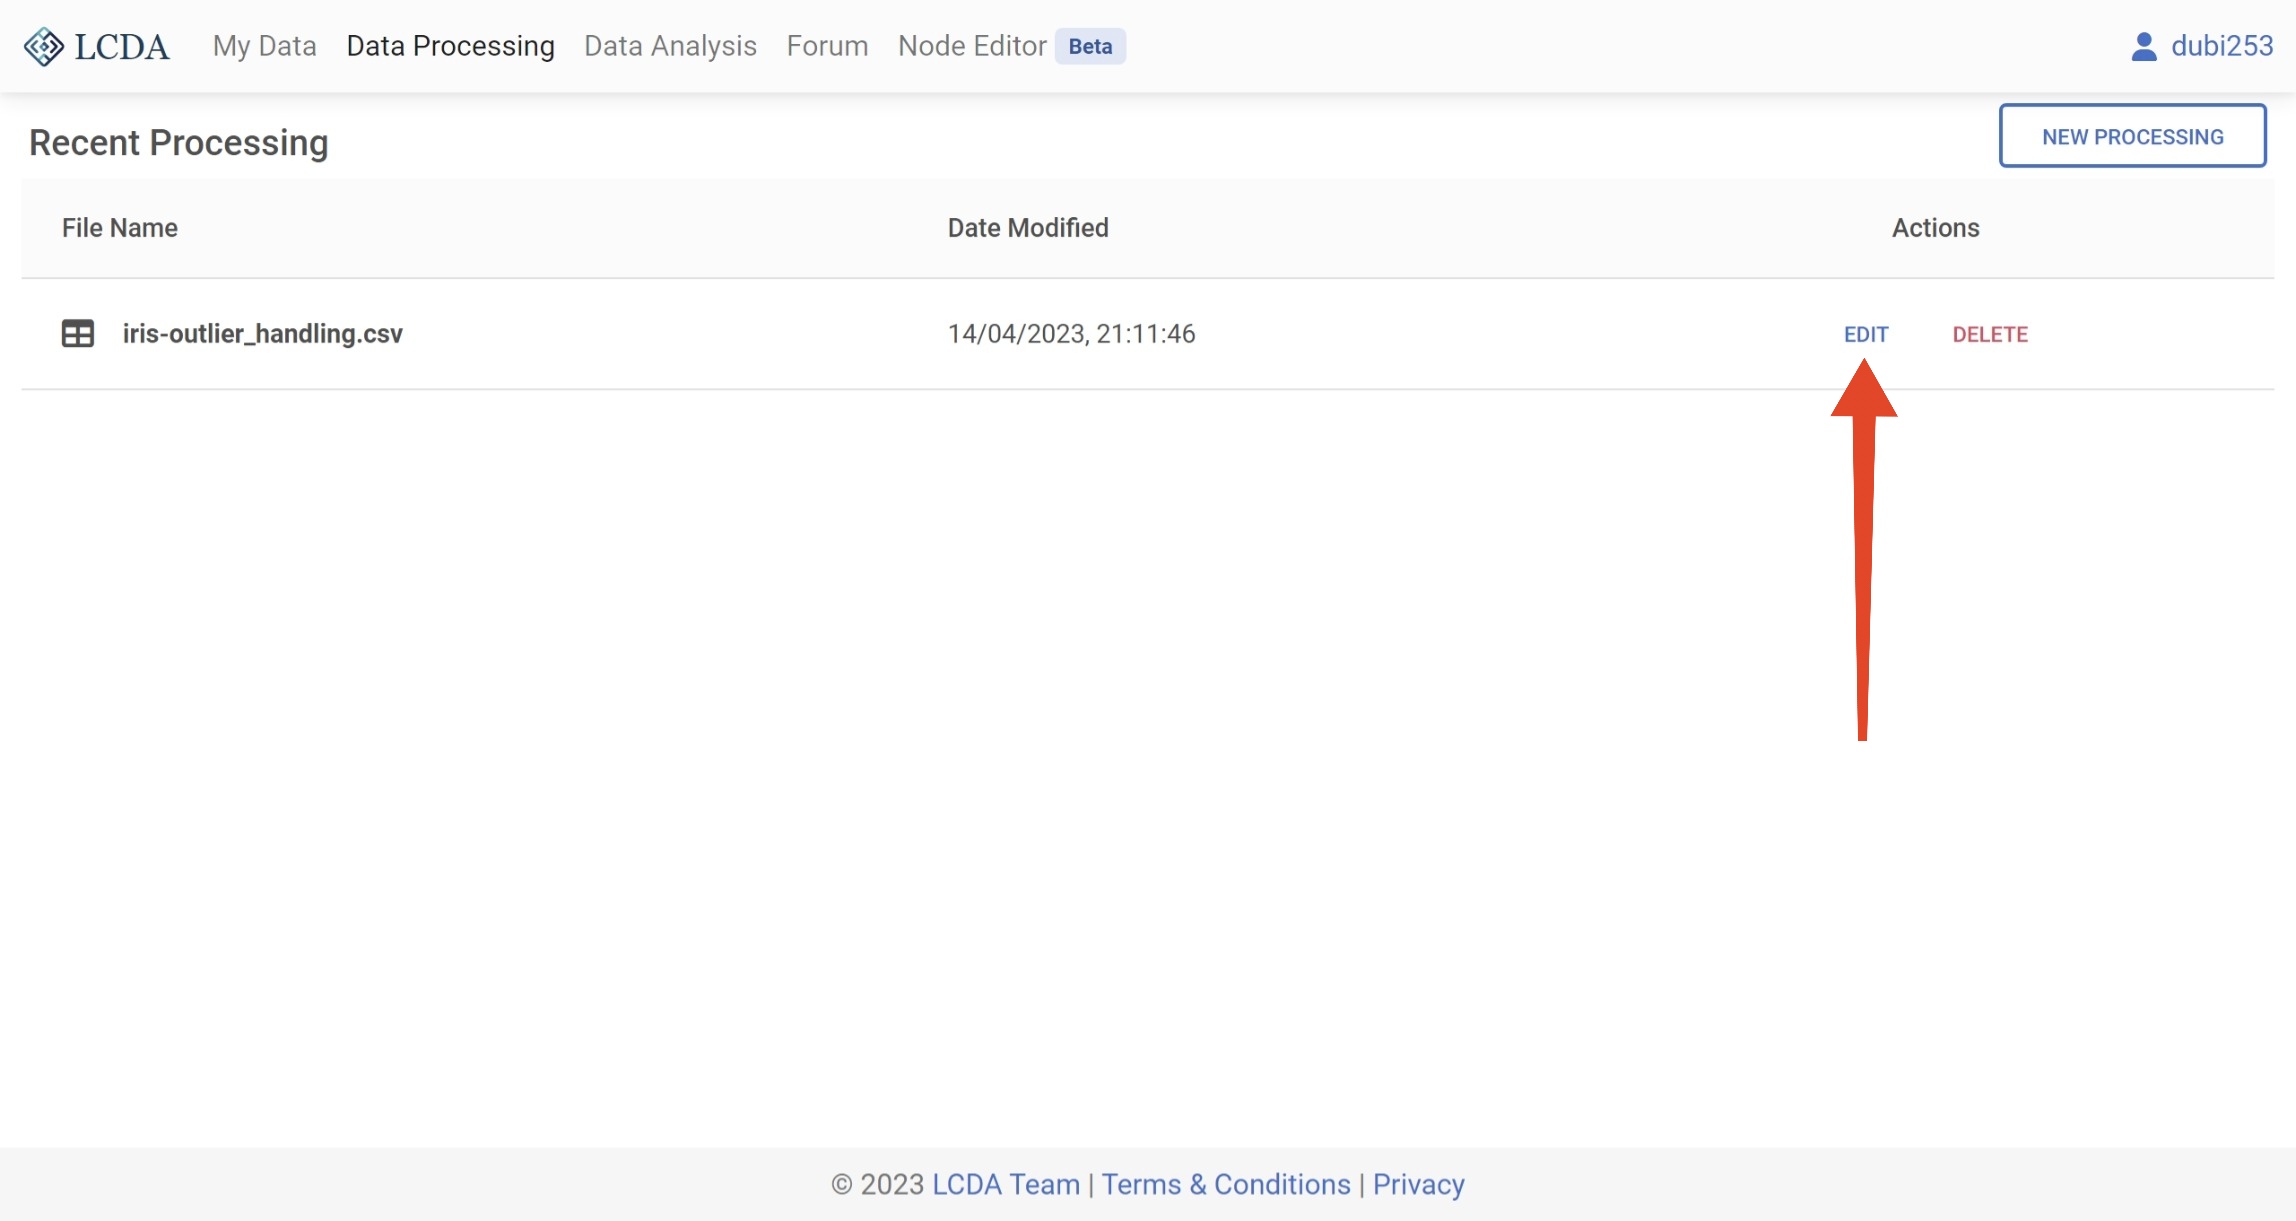 LCDA My Data Data Processing Data Analysis Forum Node Editor Beta dubi253
Recent Processing NEW PROCESSING
File Name Date Modified Actions
iris-outlier_handling.csv 14/04/2023, 21:11:46 EDIT DELETE
© 2023 LCDA Team | Terms & Conditions | Privacy